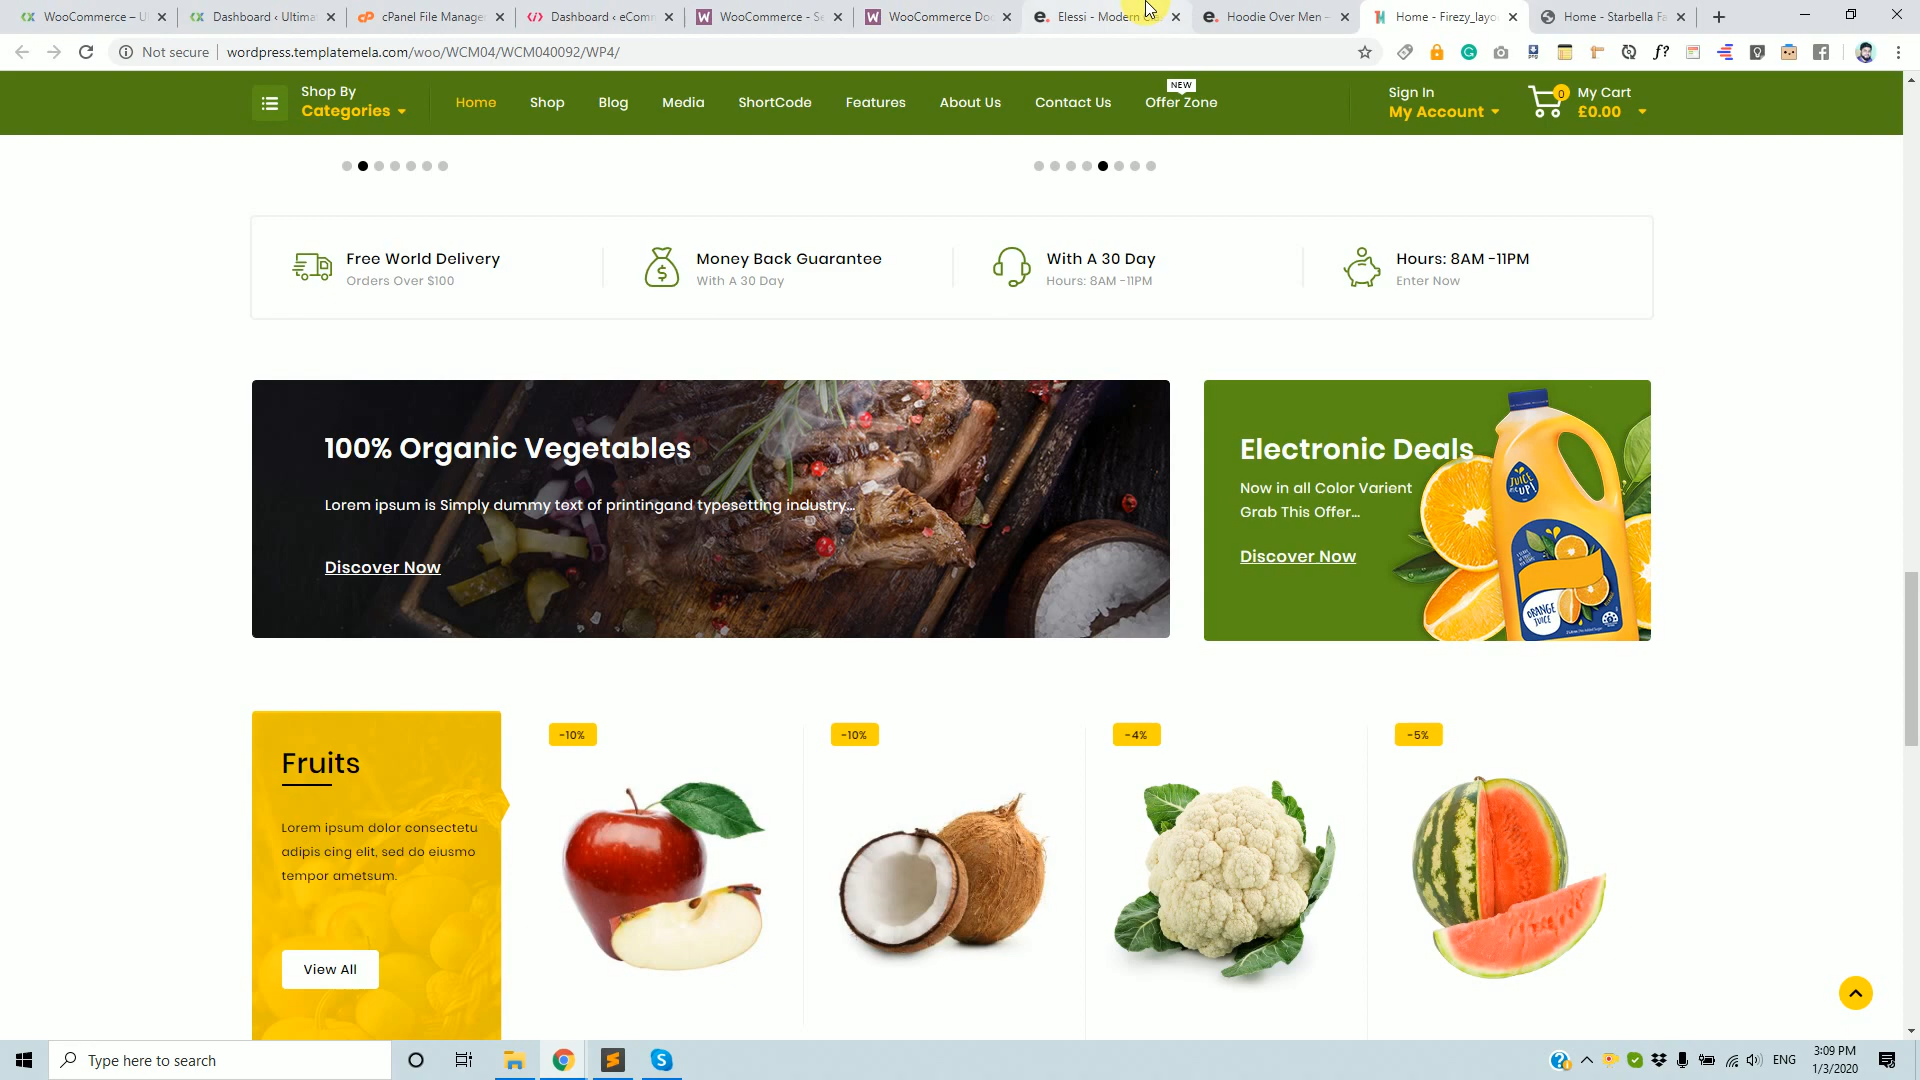 WooCommerce – U
Dashboard ‹ Ultima
cPanel File Manage
Dashboard ‹ eComm
WooCommerce - Se
WooCommerce Doc
Elessi - Modern
Hoodie Over Men –
Home - Firezy_layo
Home - Starbella Fa
Not secure
wordpress.templatemela.com/woo/WCM04/WCM040092/WP4/
Shop By
Categories
Home
Shop
Blog
Media
ShortCode
Features
About Us
Contact Us
NEW
Offer Zone
Sign In
My Account
0
My Cart
£0.00
Free World Delivery
Orders Over $100
Money Back Guarantee
With A 30 Day
With A 30 Day
Hours: 8AM -11PM
Hours: 8AM -11PM
Enter Now
100% Organic Vegetables
Lorem ipsum is Simply dummy text of printingand typesetting industry...
Discover Now
Electronic Deals
Now in all Color Varient
Grab This Offer...
Discover Now
JUICE
UP!
ORANGE
JUICE
Fruits
Lorem ipsum dolor consectetu
adipis cing elit, sed do eiusmo
tempor ametsum.
View All
-10%
-10%
-4%
-5%
Type here to search
ENG
3:09 PM
1/3/2020